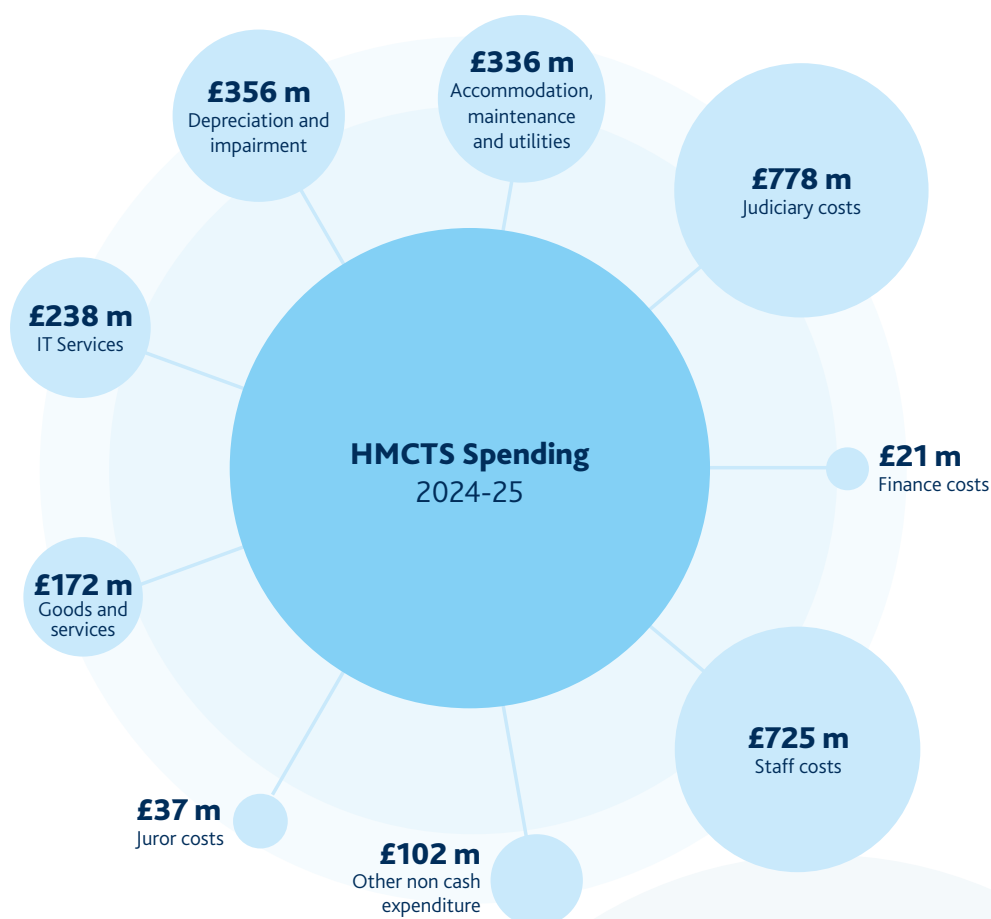 £336 m
Accommodation,
maintenance
and utilities
£356 m
Depreciation and
impairment
£778 m
Judiciary costs
£238 m
IT Services
HMCTS Spending
2024-25
£21 m
Finance costs
£172 m
Goods and
services
£725 m
Staff costs
£37 m
Juror costs
£102 m
Other non cash
expenditure